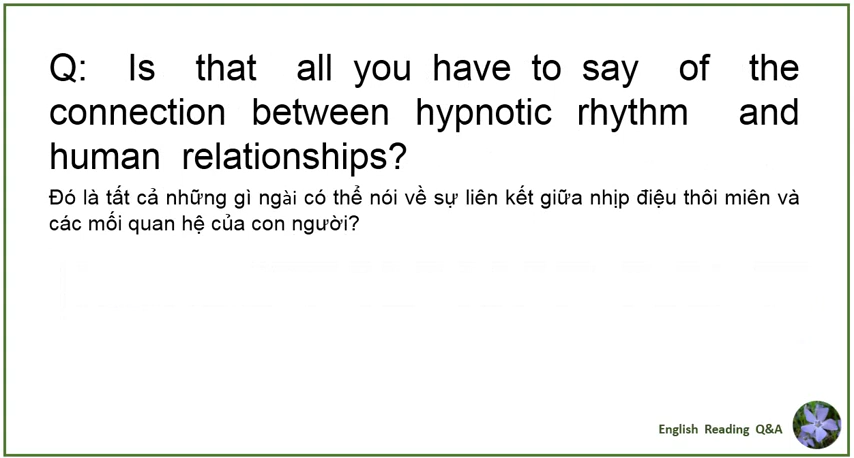 Q: Is that all you have to say of the
connection between hypnotic rhythm and
human relationships?
Đó là tất cả những gì ngài có thể nói về sự liên kết giữa nhịp điệu thôi miên và
các mối quan hệ của con người?
English Reading Q&A